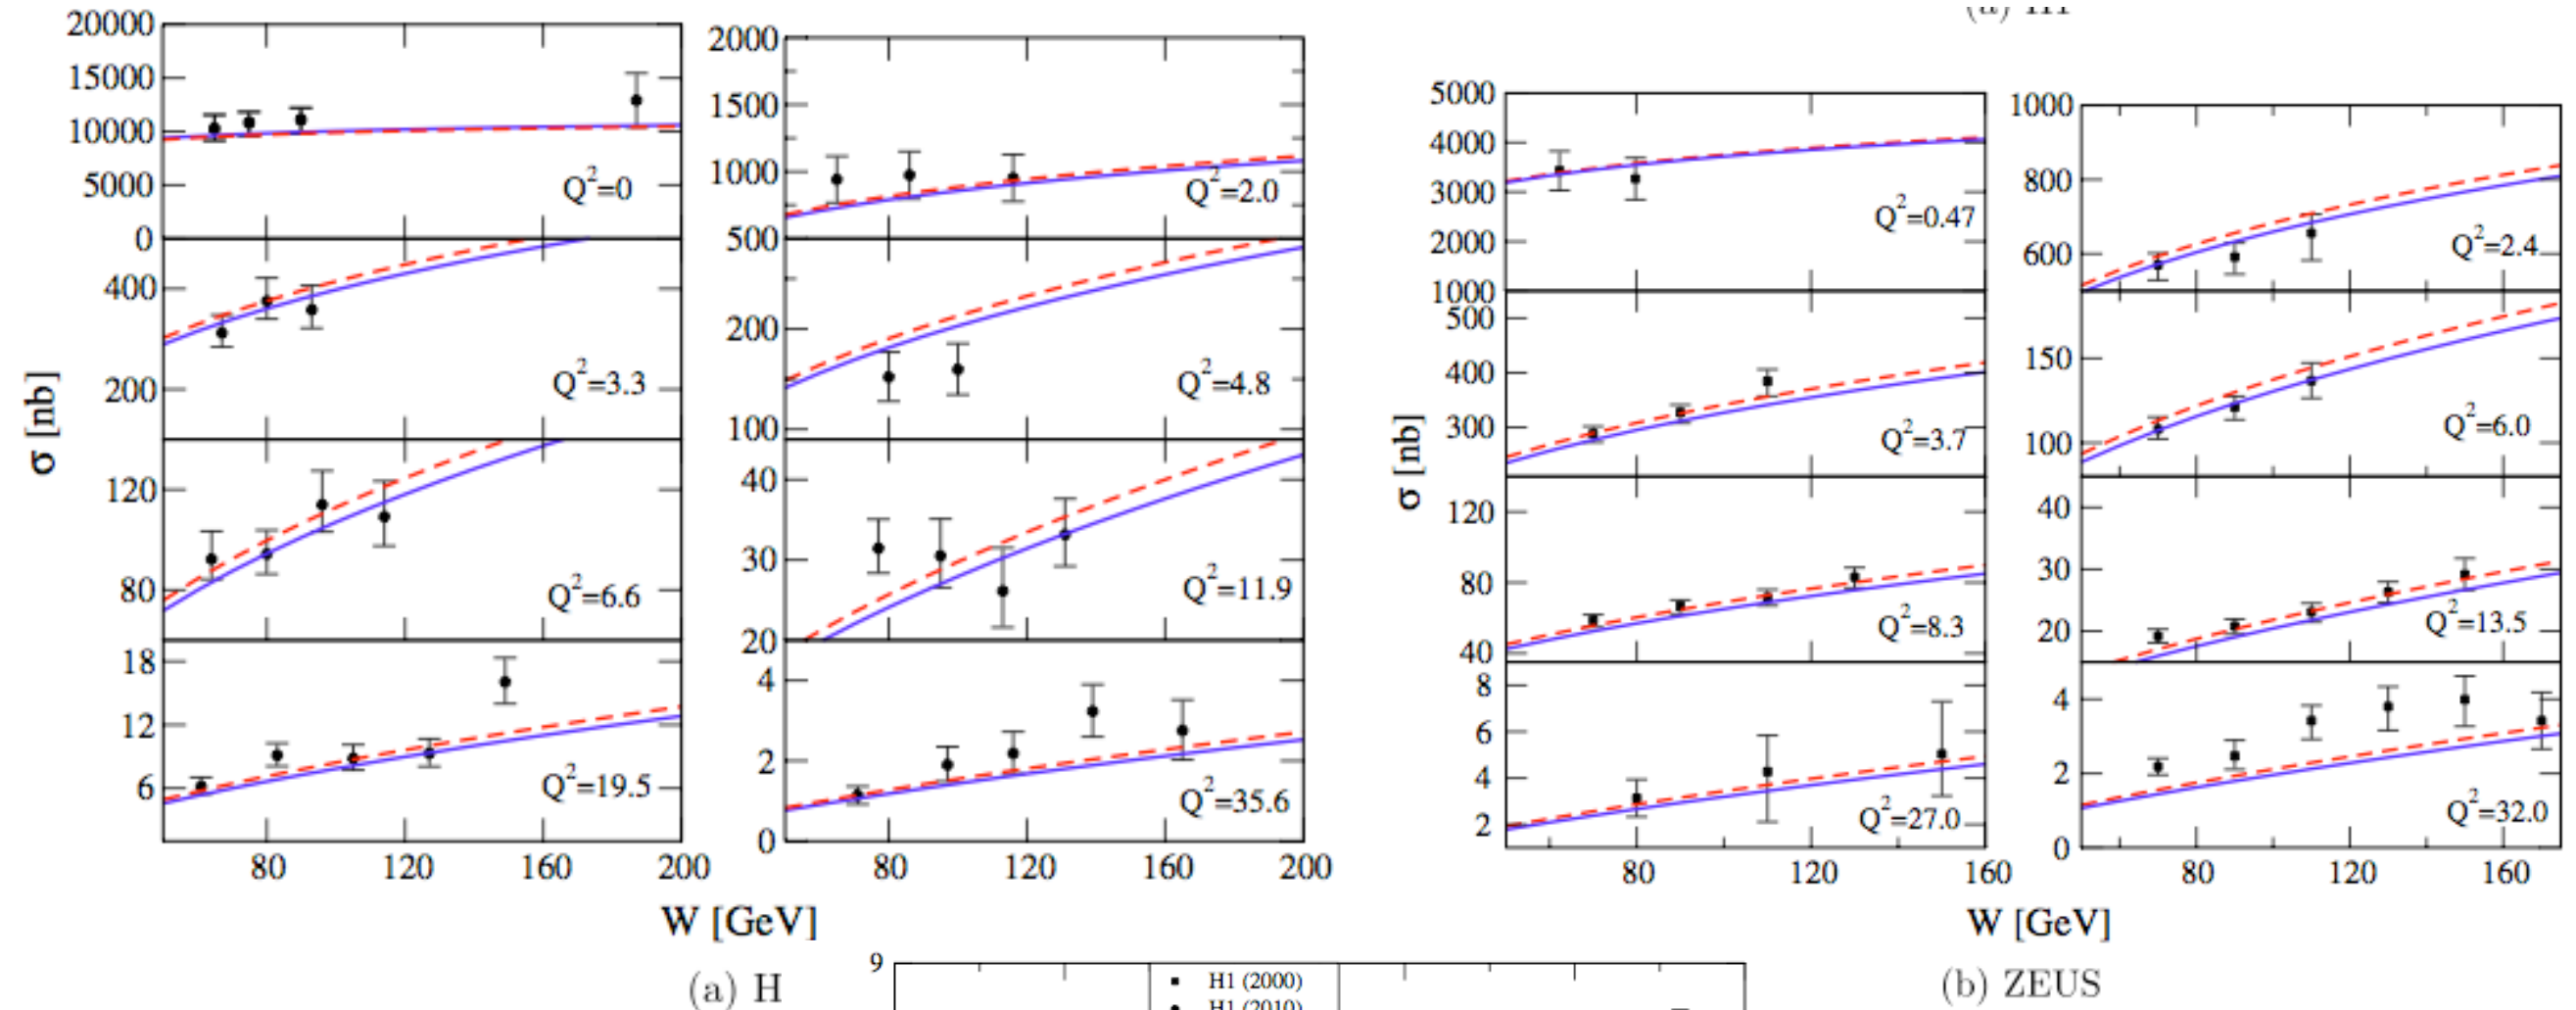 (a) H1
20000
15000
10000
5000
0
Q²=0
2000
1500
1000
500
Q²=2.0
400
200
Q²=3.3
200
100
Q²=4.8
120
80
Q²=6.6
40
30
20
Q²=11.9
18
12
6
Q²=19.5
4
2
0
Q²=35.6
σ [nb]
80 120 160 200
80 120 160 200
W [GeV]
(a) H
5000
4000
3000
2000
1000
Q²=0.47
1000
800
600
Q²=2.4
500
400
300
Q²=3.7
150
100
Q²=6.0
120
80
40
Q²=8.3
40
30
20
Q²=13.5
8
6
4
2
Q²=27.0
4
2
0
Q²=32.0
σ [nb]
80 120 160
80 120 160
W [GeV]
(b) ZEUS
9
H1 (2000)
H1 (2010)